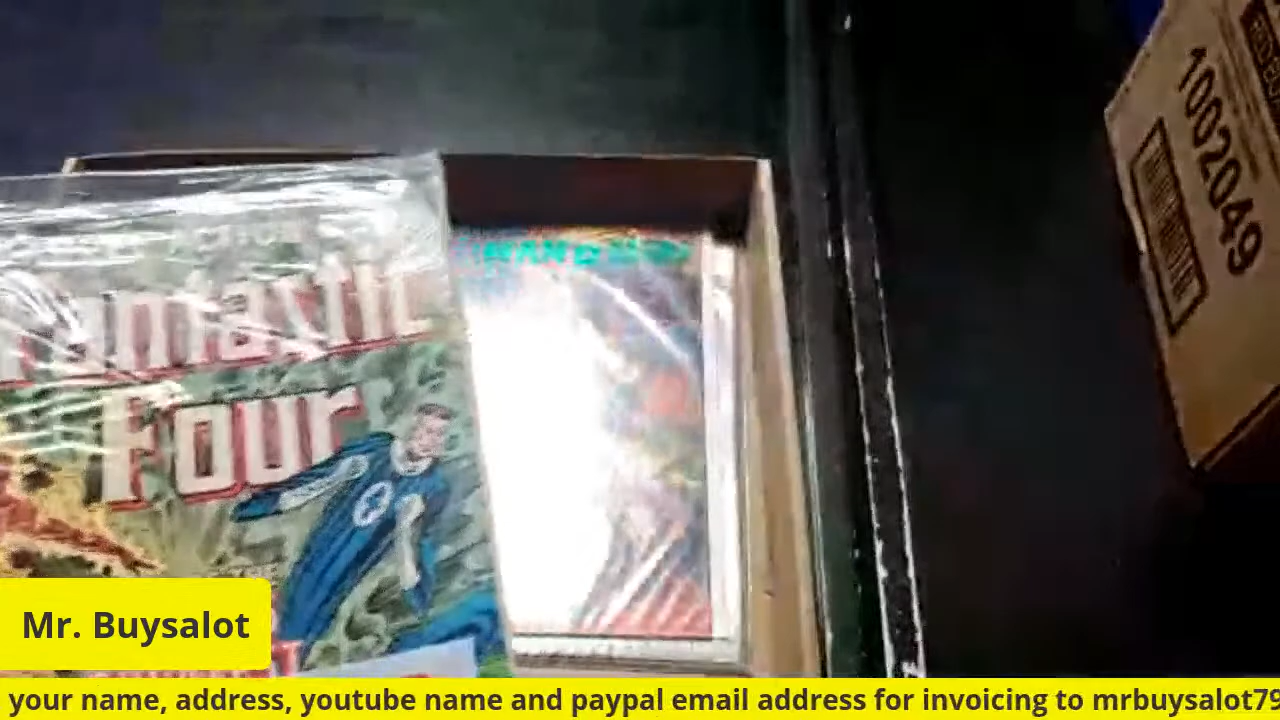 Fantastic
Four
1002049
Mr. Buysalot
your name, address, youtube name and paypal email address for invoicing to mrbuysalot79